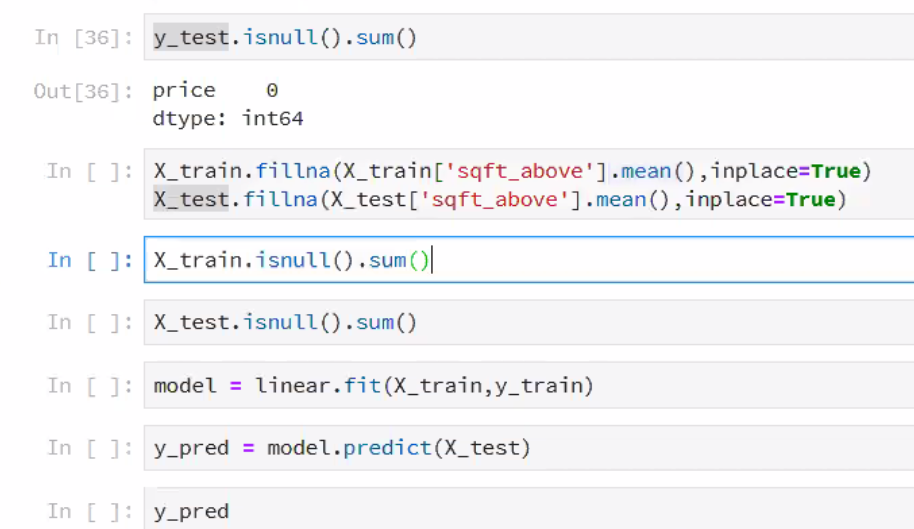 In [36]: y_test.isnull().sum()
Out[36]: price    0
dtype: int64
In [ ]: X_train.fillna(X_train['sqft_above'].mean(),inplace=True)
X_test.fillna(X_test['sqft_above'].mean(),inplace=True)
In [ ]: X_train.isnull().sum()
In [ ]: X_test.isnull().sum()
In [ ]: model = linear.fit(X_train,y_train)
In [ ]: y_pred = model.predict(X_test)
In [ ]: y_pred